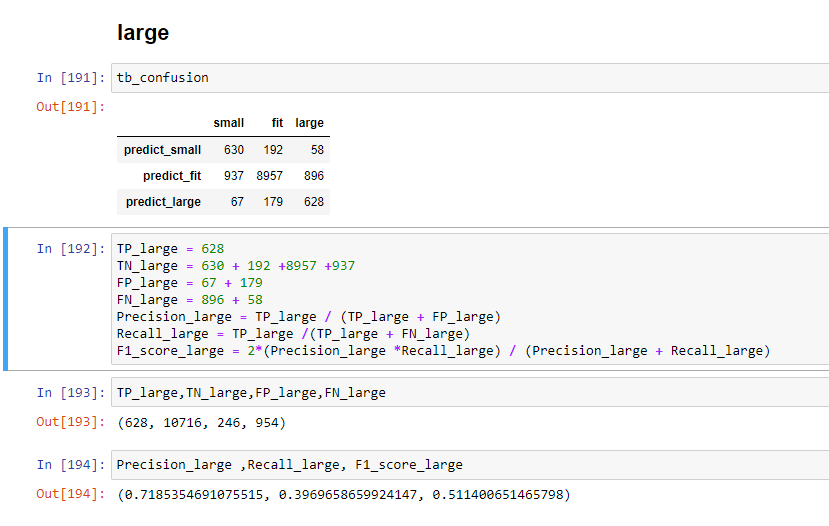 large
In [191]: tb_confusion
Out[191]:
small fit large
predict_small 630 192 58
predict_fit 937 8957 896
predict_large 67 179 628
In [192]: TP_large = 628
TN_large = 630 + 192 +8957 +937
FP_large = 67 + 179
FN_large = 896 + 58
Precision_large = TP_large / (TP_large + FP_large)
Recall_large = TP_large /(TP_large + FN_large)
F1_score_large = 2*(Precision_large *Recall_large) / (Precision_large + Recall_large)
In [193]: TP_large,TN_large,FP_large,FN_large
Out[193]: (628, 10716, 246, 954)
In [194]: Precision_large ,Recall_large, F1_score_large
Out[194]: (0.7185354691075515, 0.3969658659924147, 0.511400651465798)